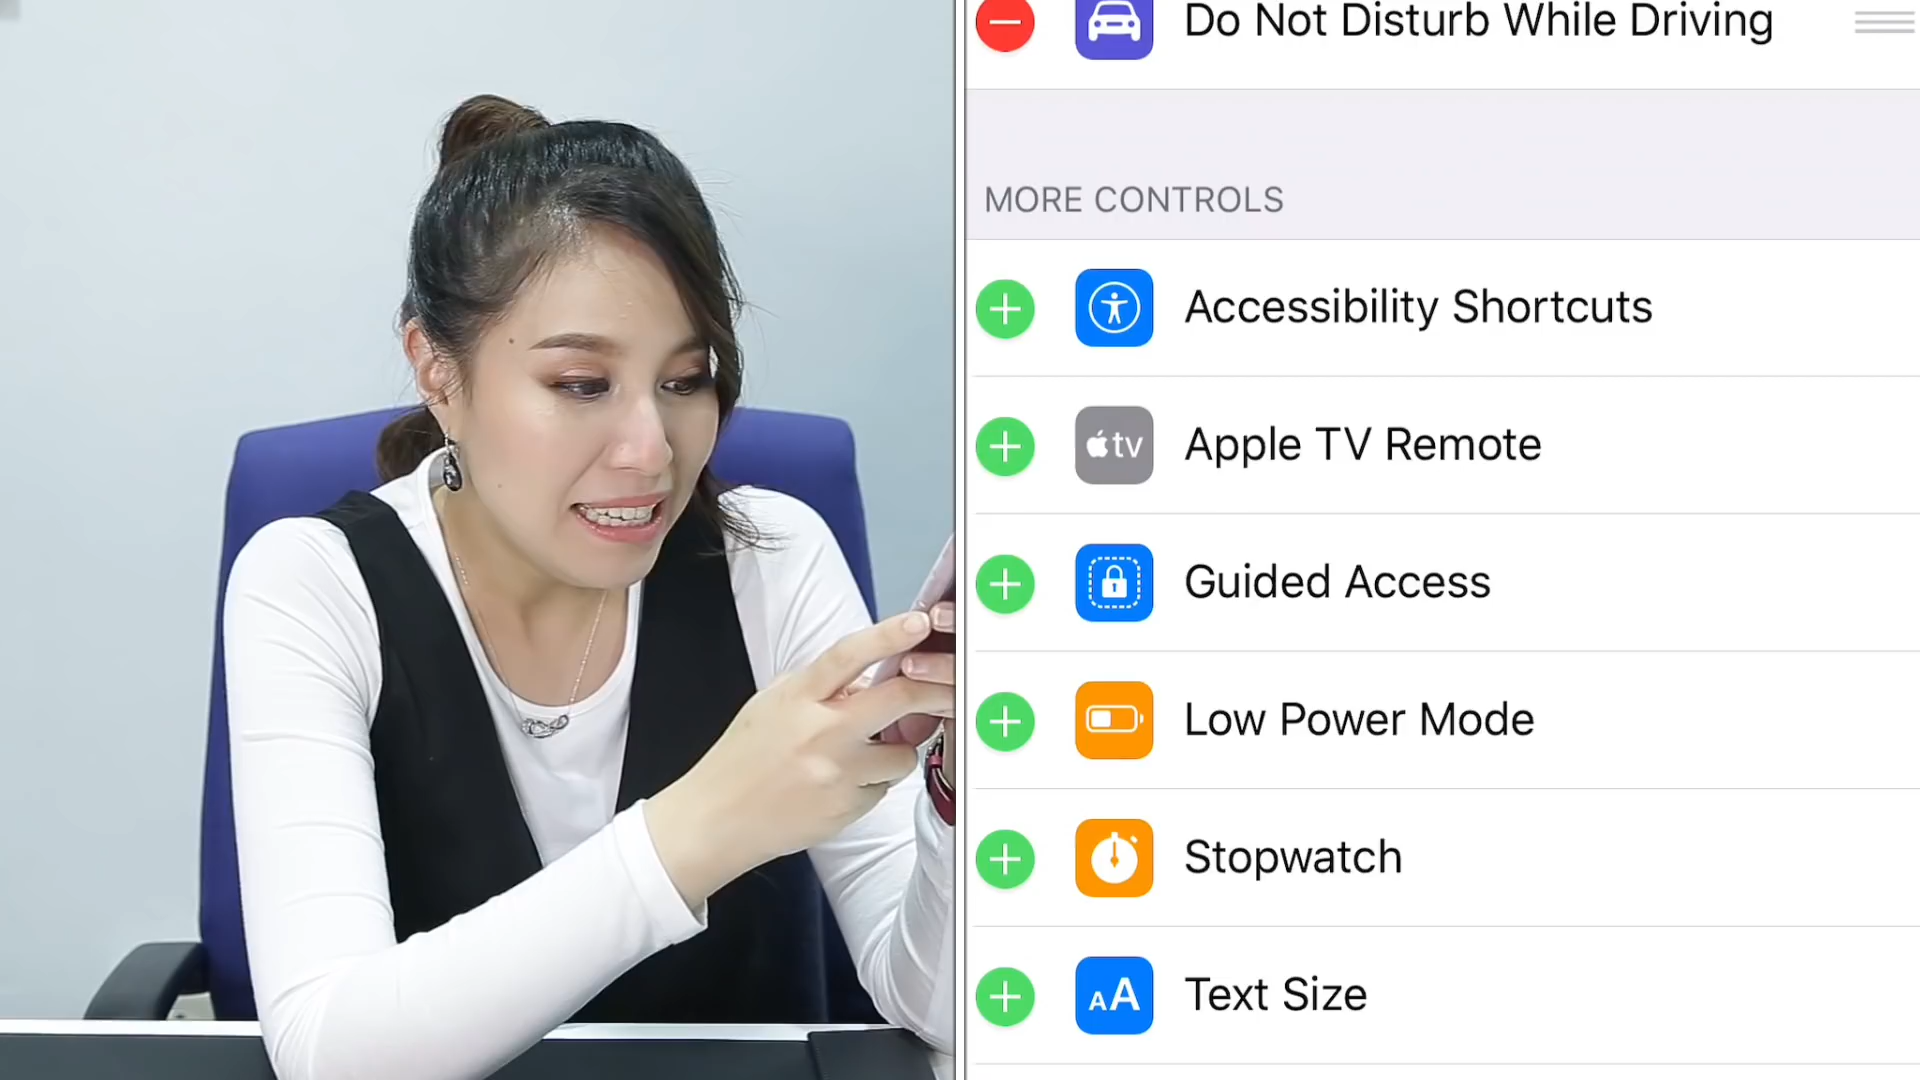 Do Not Disturb While Driving
MORE CONTROLS
Accessibility Shortcuts
tv
Apple TV Remote
Guided Access
Low Power Mode
Stopwatch
AA
Text Size